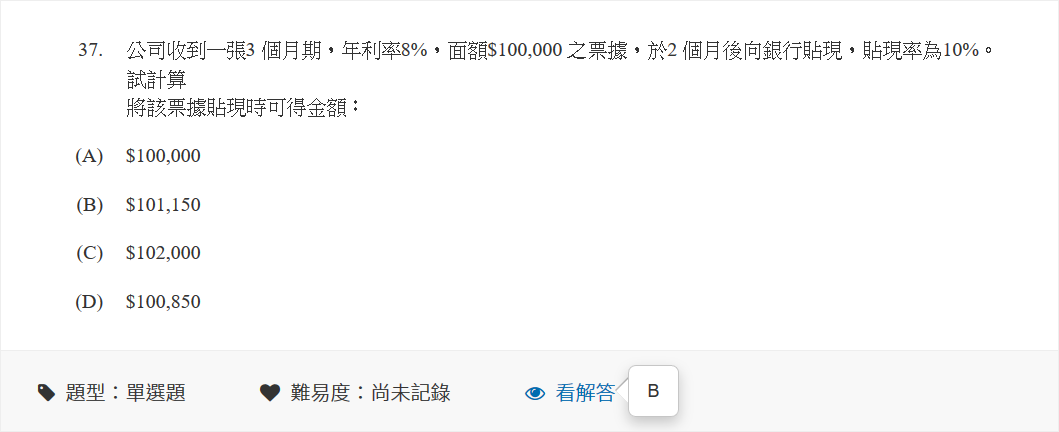 37. 公司收到一張3 個月期，年利率8%，面額$100,000 之票據，於2 個月後向銀行貼現，貼現率為10%。
試計算
將該票據貼現時可得金額：
(A) $100,000
(B) $101,150
(C) $102,000
(D) $100,850
題型：單選題 難易度：尚未記錄 看解答 B